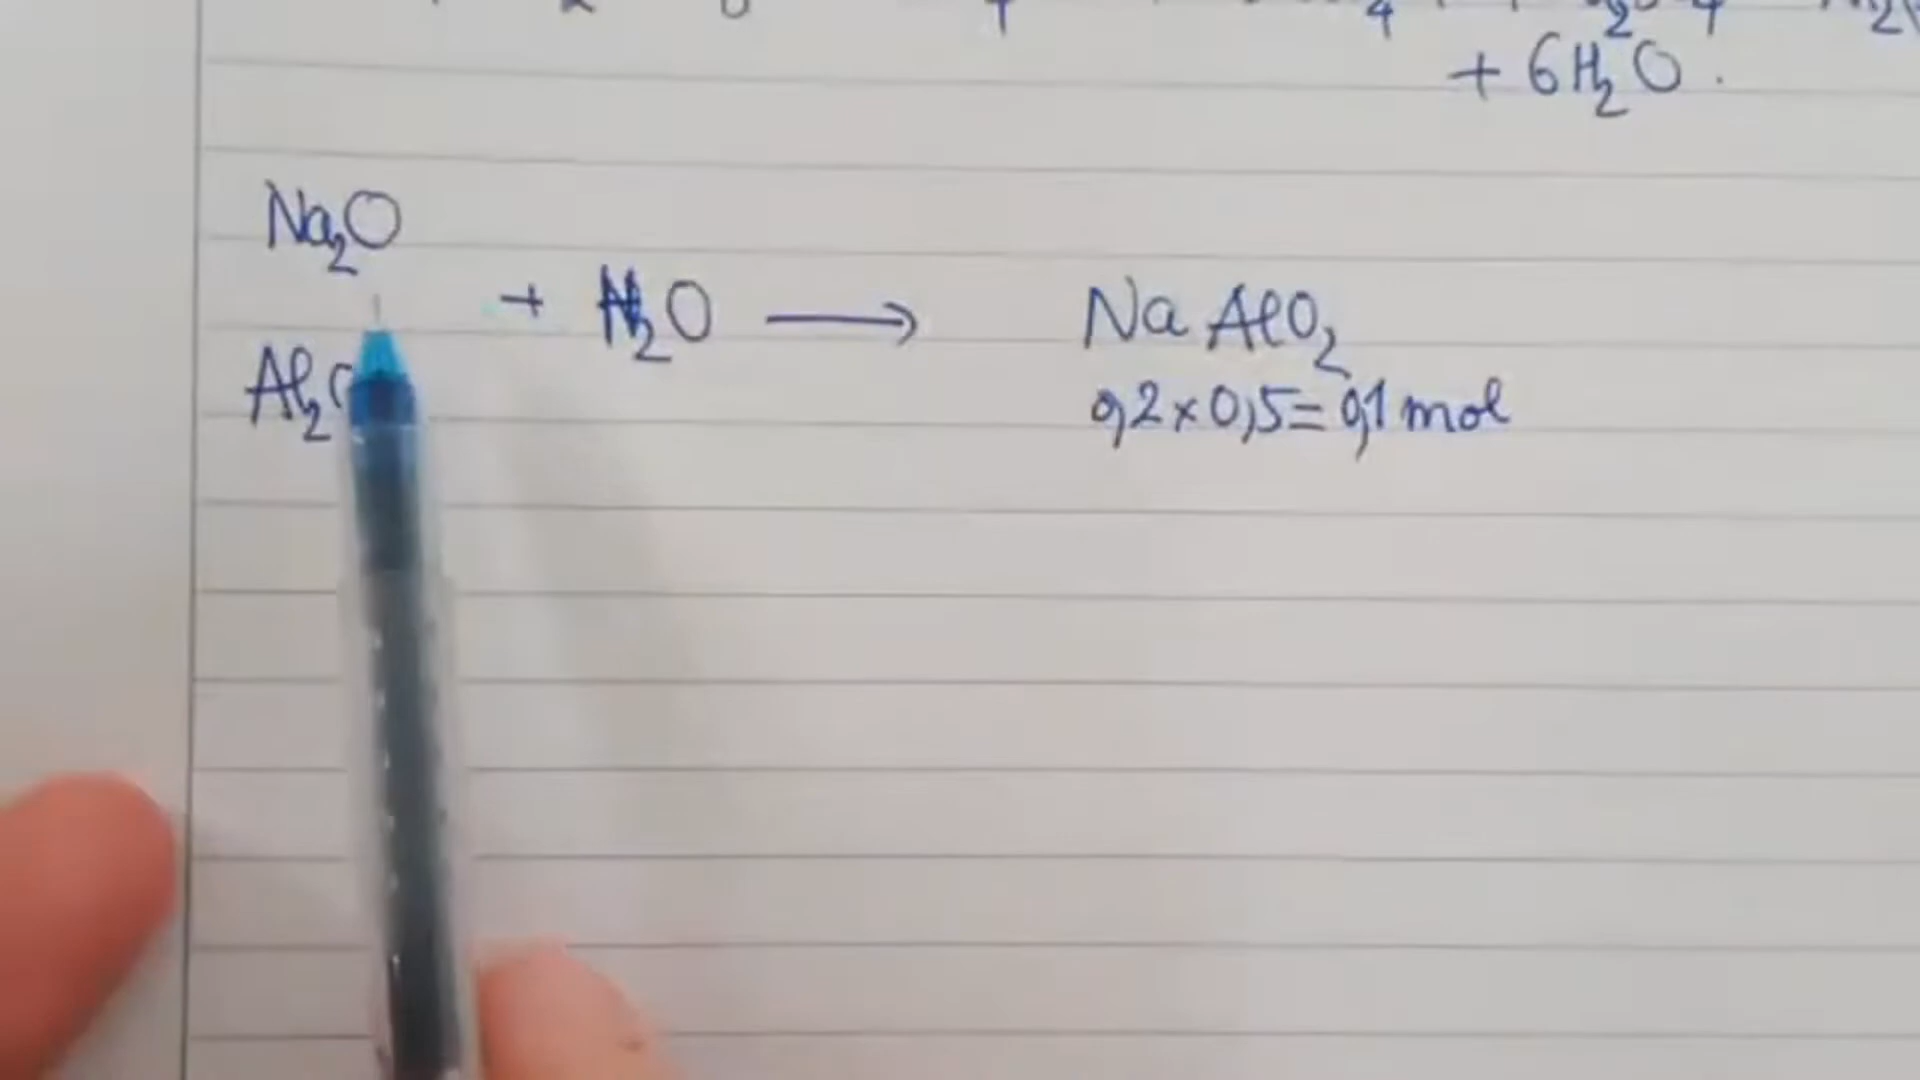 + 6H₂O .
Na₂O
+ H₂O ⟶ NaAlO₂
Al₂
0,2 x 0,5 = 0,1 mol